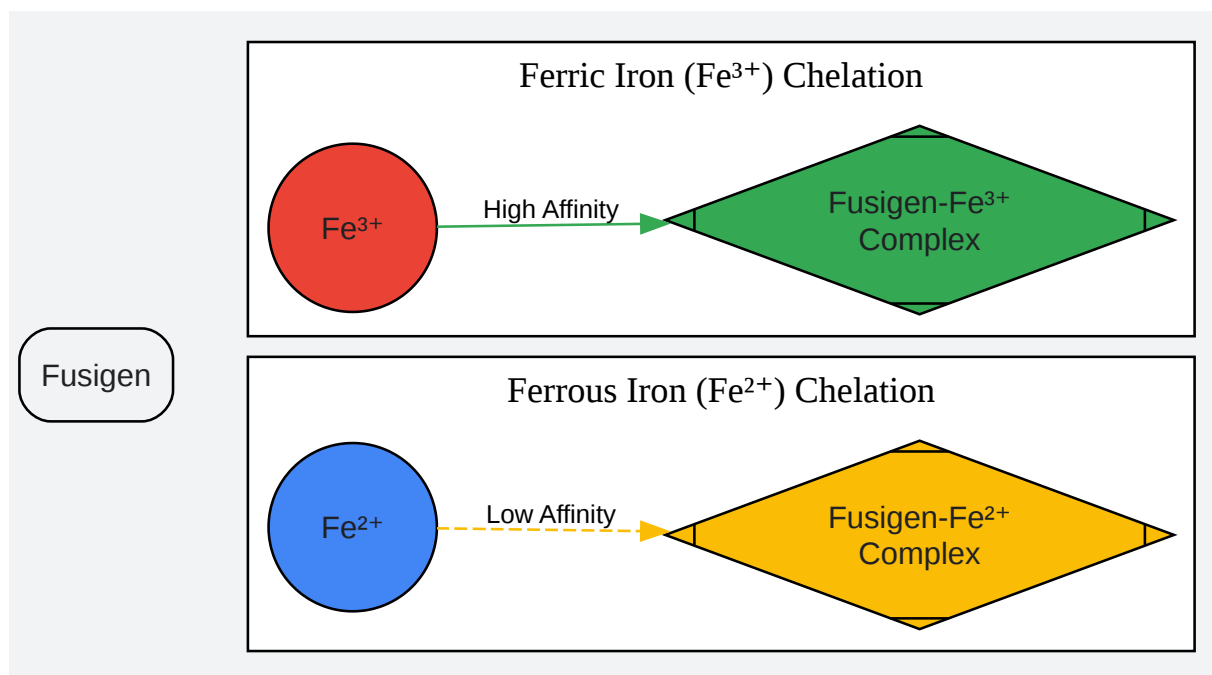 Ferric Iron (Fe³⁺) Chelation
Fe³⁺
High Affinity
Fusigen-Fe³⁺
Complex
Fusigen
Ferrous Iron (Fe²⁺) Chelation
Fe²⁺
Low Affinity
Fusigen-Fe²⁺
Complex